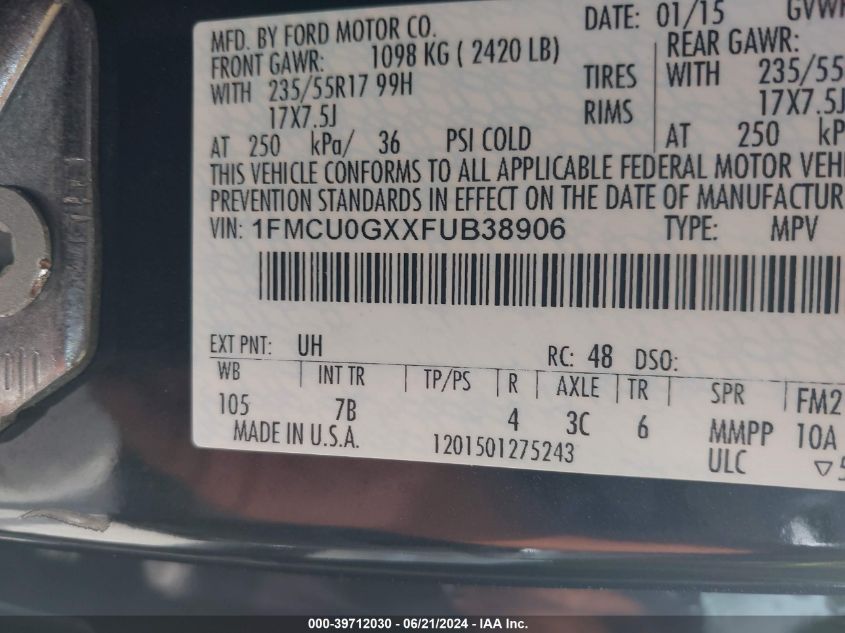 MFD. BY FORD MOTOR CO.
DATE: 01/15
FRONT GAWR: 1098 KG ( 2420 LB)
REAR GAWR:
WITH 235/55R17 99H TIRES WITH 235/55
17X7.5J RIMS 17X7.5J
AT 250 kPa/ 36 PSI COLD AT 250
THIS VEHICLE CONFORMS TO ALL APPLICABLE FEDERAL MOTOR
PREVENTION STANDARDS IN EFFECT ON THE DATE OF
VIN: 1FMCU0GXXFUB38906 TYPE: MPV
EXT PNT: UH RC: 48 DSO:
WB INT TR TP/PS R AXLE TR SPR
105 7B 4 3C 6 MMPP 10A
MADE IN U.S.A. 1201501275243 ULC
000-39712030 - 06/21/2024 - IAA Inc.